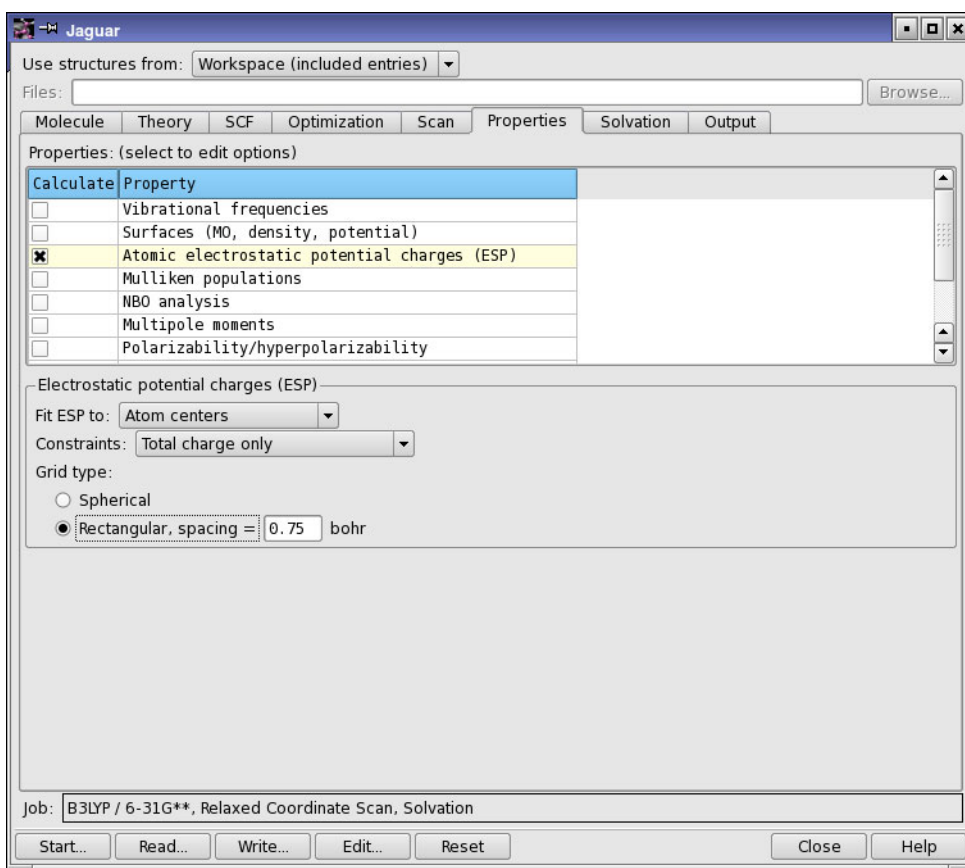 Jaguar
Use structures from: Workspace (included entries)
Files: Browse...
Molecule Theory SCF Optimization Scan Properties Solvation Output
Properties: (select to edit options)
Calculate Property
Vibrational frequencies
Surfaces (MO, density, potential)
Atomic electrostatic potential charges (ESP)
Mulliken populations
NBO analysis
Multipole moments
Polarizability/hyperpolarizability
Electrostatic potential charges (ESP)
Fit ESP to: Atom centers
Constraints: Total charge only
Grid type:
Spherical
Rectangular, spacing = 0.75 bohr
Job: B3LYP / 6-31G**, Relaxed Coordinate Scan, Solvation
Start... Read... Write... Edit... Reset Close Help